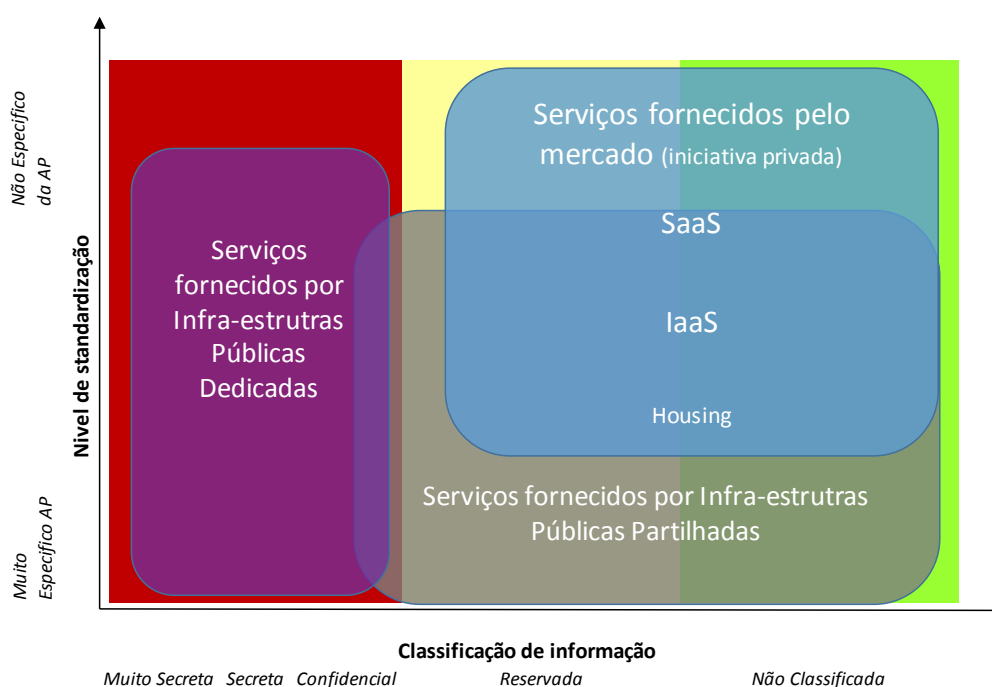 Não Específico
da AP
Nivel de standardização
Muito
Específico AP
Serviços
fornecidos por
Infra-estrutras
Públicas
Dedicadas
Serviços fornecidos pelo
mercado (iniciativa privada)
SaaS
IaaS
Housing
Serviços fornecidos por Infra-estrutras
Públicas Partilhadas
Classificação de informação
Muito Secreta Secreta Confidencial Reservada Não Classificada